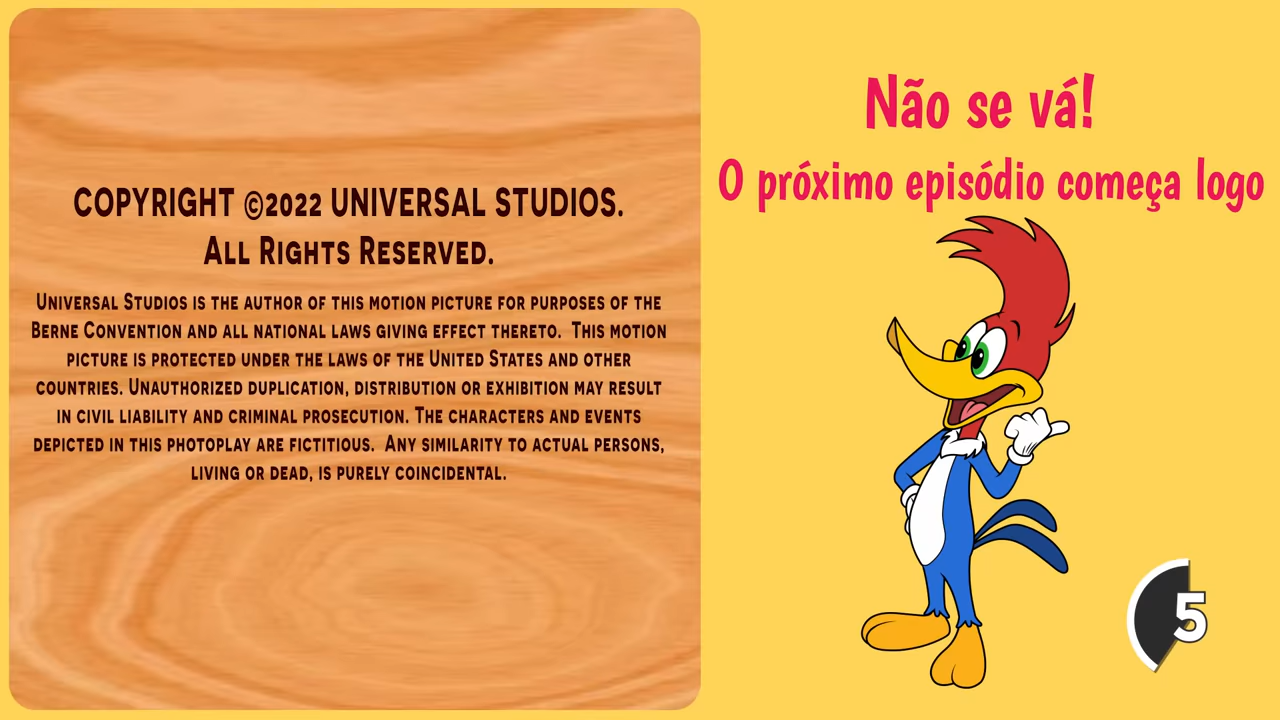 COPYRIGHT ©2022 UNIVERSAL STUDIOS.
ALL RIGHTS RESERVED.
UNIVERSAL STUDIOS IS THE AUTHOR OF THIS MOTION PICTURE FOR PURPOSES OF THE
BERNE CONVENTION AND ALL NATIONAL LAWS GIVING EFFECT THERETO. THIS MOTION
PICTURE IS PROTECTED UNDER THE LAWS OF THE UNITED STATES AND OTHER
COUNTRIES. UNAUTHORIZED DUPLICATION, DISTRIBUTION OR EXHIBITION MAY RESULT
IN CIVIL LIABILITY AND CRIMINAL PROSECUTION. THE CHARACTERS AND EVENTS
DEPICTED IN THIS PHOTOPLAY ARE FICTITIOUS. ANY SIMILARITY TO ACTUAL PERSONS,
LIVING OR DEAD, IS PURELY COINCIDENTAL.
Não se vá!
O próximo episódio começa logo
5